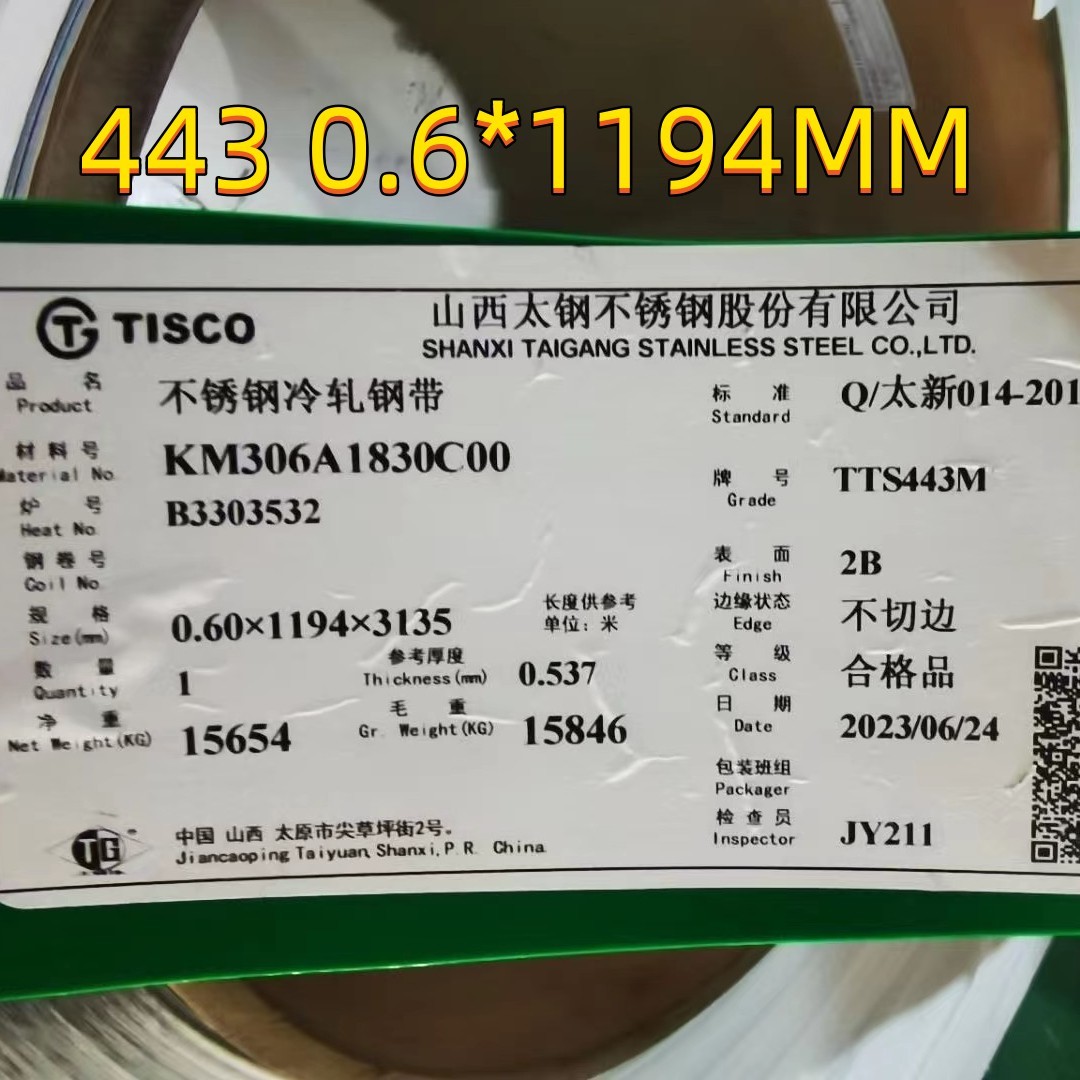 443 0.6*1194MM
TG TISCO
山西太钢不锈钢股份有限公司
SHANXI TAIGANG STAINLESS STEEL CO.,LTD.
品 名 不锈钢冷轧钢带
Product
标 准 Q/太新014-201
Standard
材料号 KM306A1830C00
Material No.
牌 号 TTS443M
Grade
炉 号 B3303532
Heat No.
钢卷号
Coil No.
表 面 2B
Finish
规 格 0.60×1194×3135
Size(mm)
长度供参考
单位：米
边缘状态 不切边
Edge
数 量 1
Quantity
参考厚度 0.537
Thickness(mm)
等 级 合格品
Class
净 重 15654
Net Weight(KG)
毛 重 15846
Gr. Weight(KG)
日 期 2023/06/24
Date
包装班组
Packager
检查员 JY211
Inspector
TG
中国 山西 太原市尖草坪街2号。
Jiancaoping Taiyuan, Shanxi, P.R. China